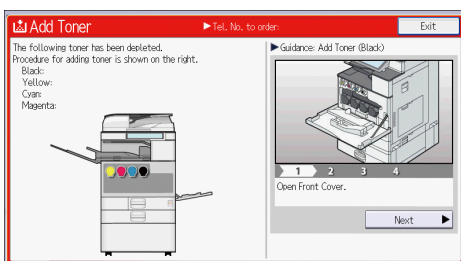 Add Toner
▶Tel. No. to order:
Exit
The following toner has been depleted.
Procedure for adding toner is shown on the right.
Black:
Yellow:
Cyan:
Magenta:
▶Guidance: Add Toner (Black)
1 2 3 4
Open Front Cover.
Next ▶